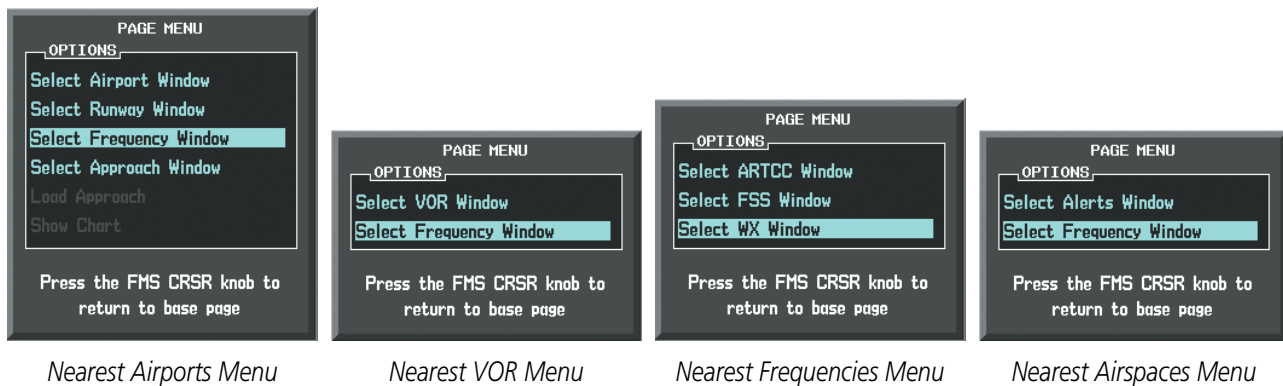 PAGE MENU
OPTIONS
Select Airport Window
Select Runway Window
Select Frequency Window
Select Approach Window
Load Approach
Show Chart
Press the FMS CRSR knob to
return to base page
Nearest Airports Menu
PAGE MENU
OPTIONS
Select VOR Window
Select Frequency Window
Press the FMS CRSR knob to
return to base page
Nearest VOR Menu
PAGE MENU
OPTIONS
Select ARTCC Window
Select FSS Window
Select WX Window
Press the FMS CRSR knob to
return to base page
Nearest Frequencies Menu
PAGE MENU
OPTIONS
Select Alerts Window
Select Frequency Window
Press the FMS CRSR knob to
return to base page
Nearest Airspaces Menu